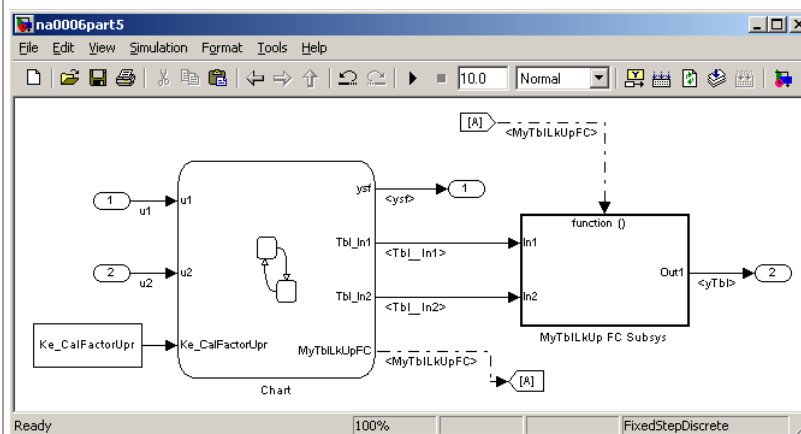 na0006part5
File Edit View Simulation Format Tools Help
10.0 Normal
[A]
<MyTblLkUpFC>
1 u1 u1 ysf <ysf> 1
function ()
Tbl_In1 <Tbl_In1> In1
2 u2 u2 Out1 <yTbl> 2
Tbl_In2 <Tbl_In2> In2
Ke_CalFactorUpr Ke_CalFactorUpr MyTblLkUpFC <MyTblLkUpFC>
MyTblLkUp FC Subsys
[A]
Chart
Ready 100% FixedStepDiscrete